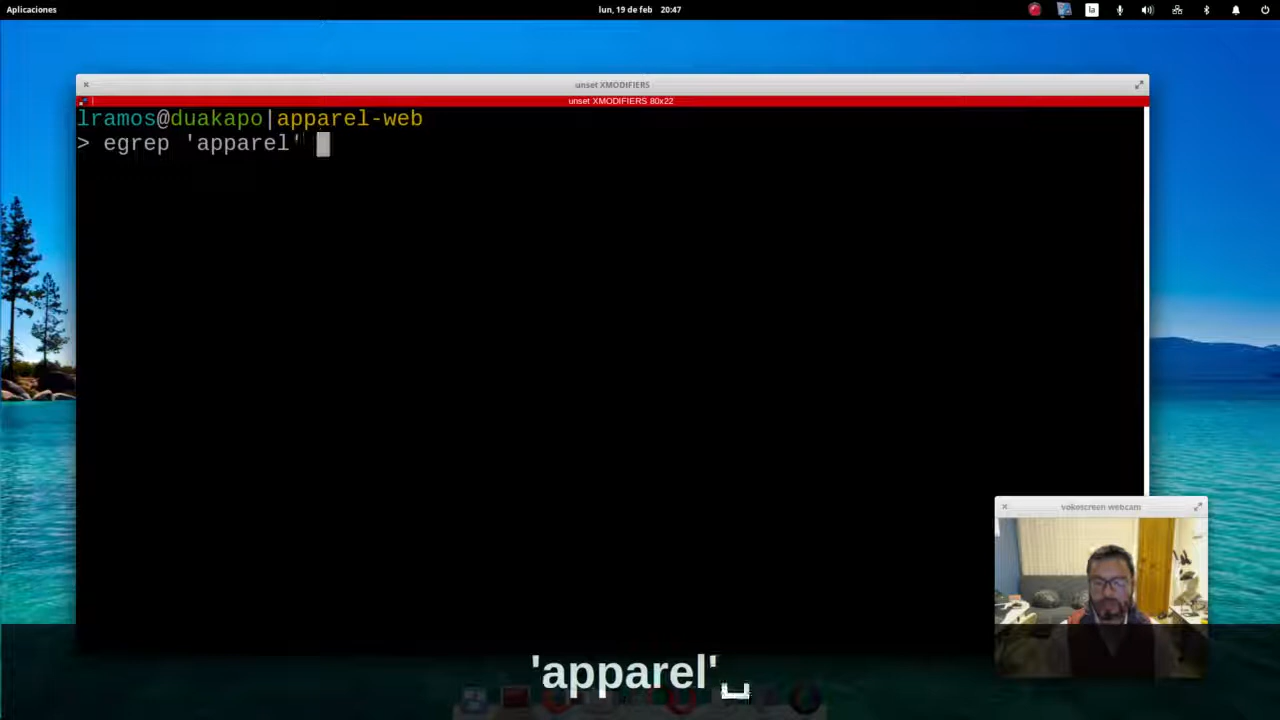 Aplicaciones
lun, 19 de feb 20:47
la
unset XMODIFIERS
unset XMODIFIERS 80x22
lramos@duakapo|apparel-web
> egrep 'apparel'
vokoscreen webcam
'apparel'␣